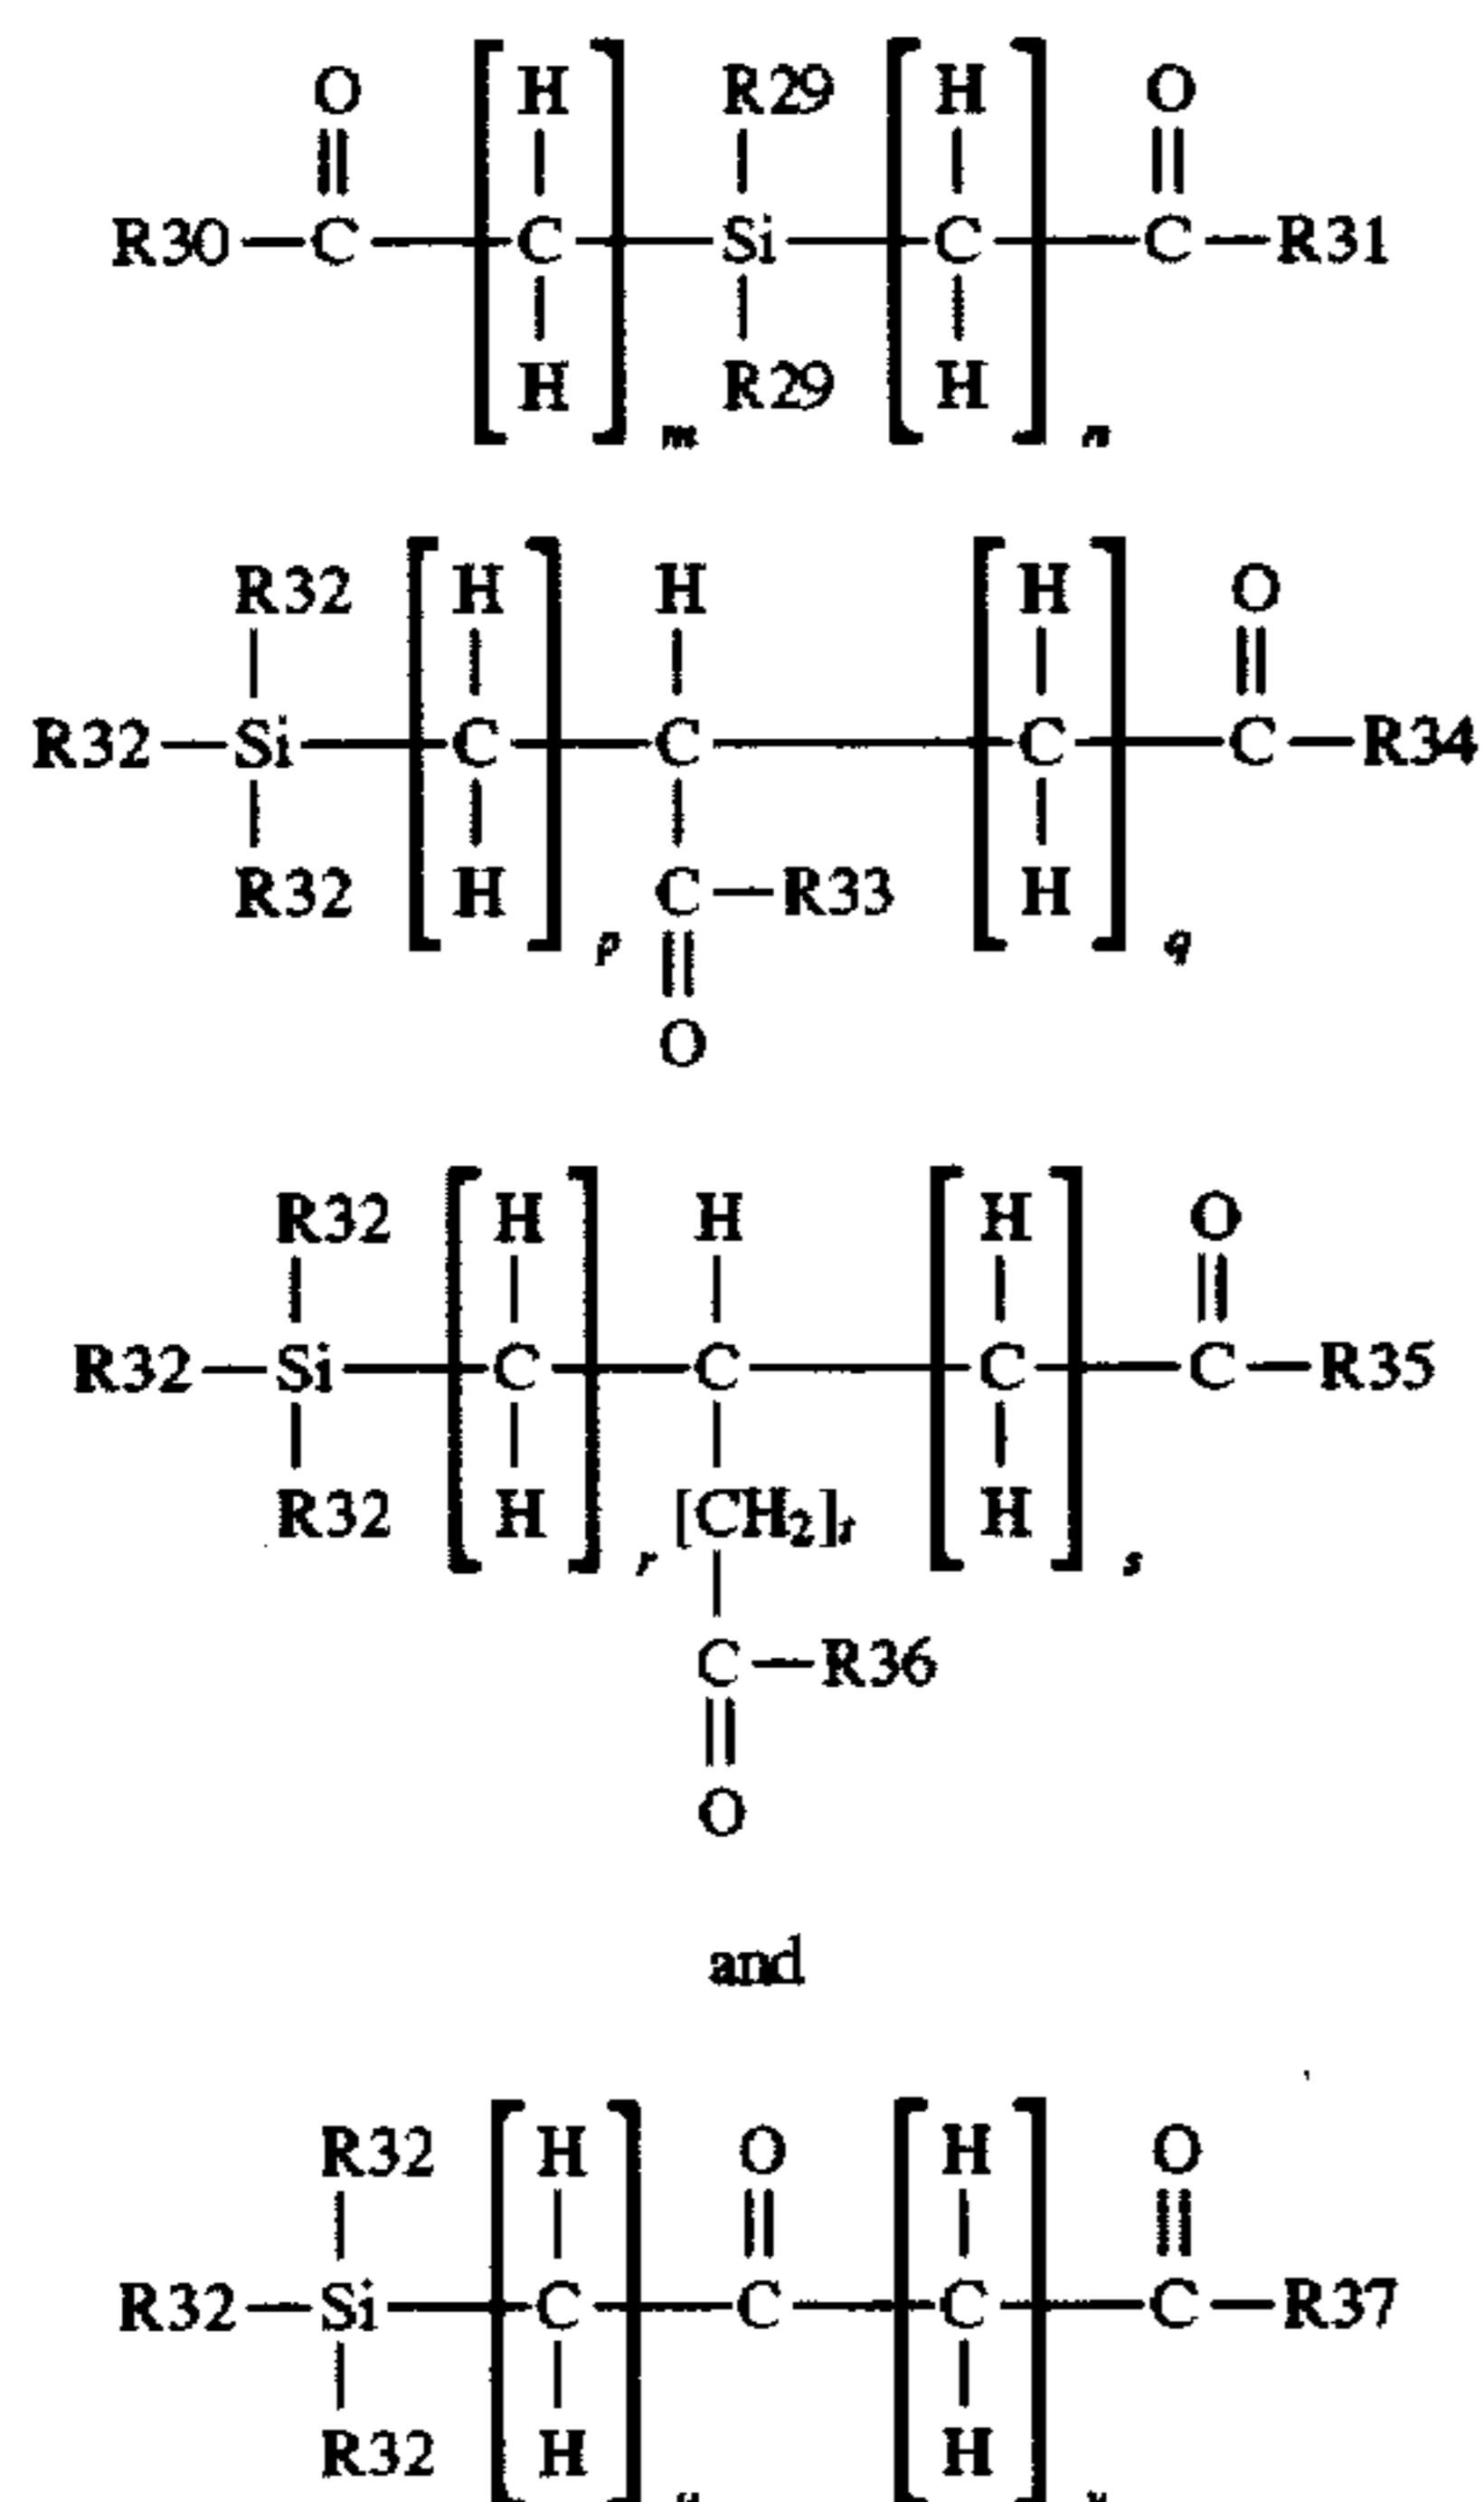 O H R29 H O
R30 C C Si C C R31
H R29 H
m n
R32 H H H O
R32 Si C C C C R34
R32 H C R33 H
p q
O
R32 H H H O
R32 Si C C C C R35
R32 H [CH2]t H
r s
C R36
O
and
R32 H O H O
R32 Si C C C C R37
R32 H H